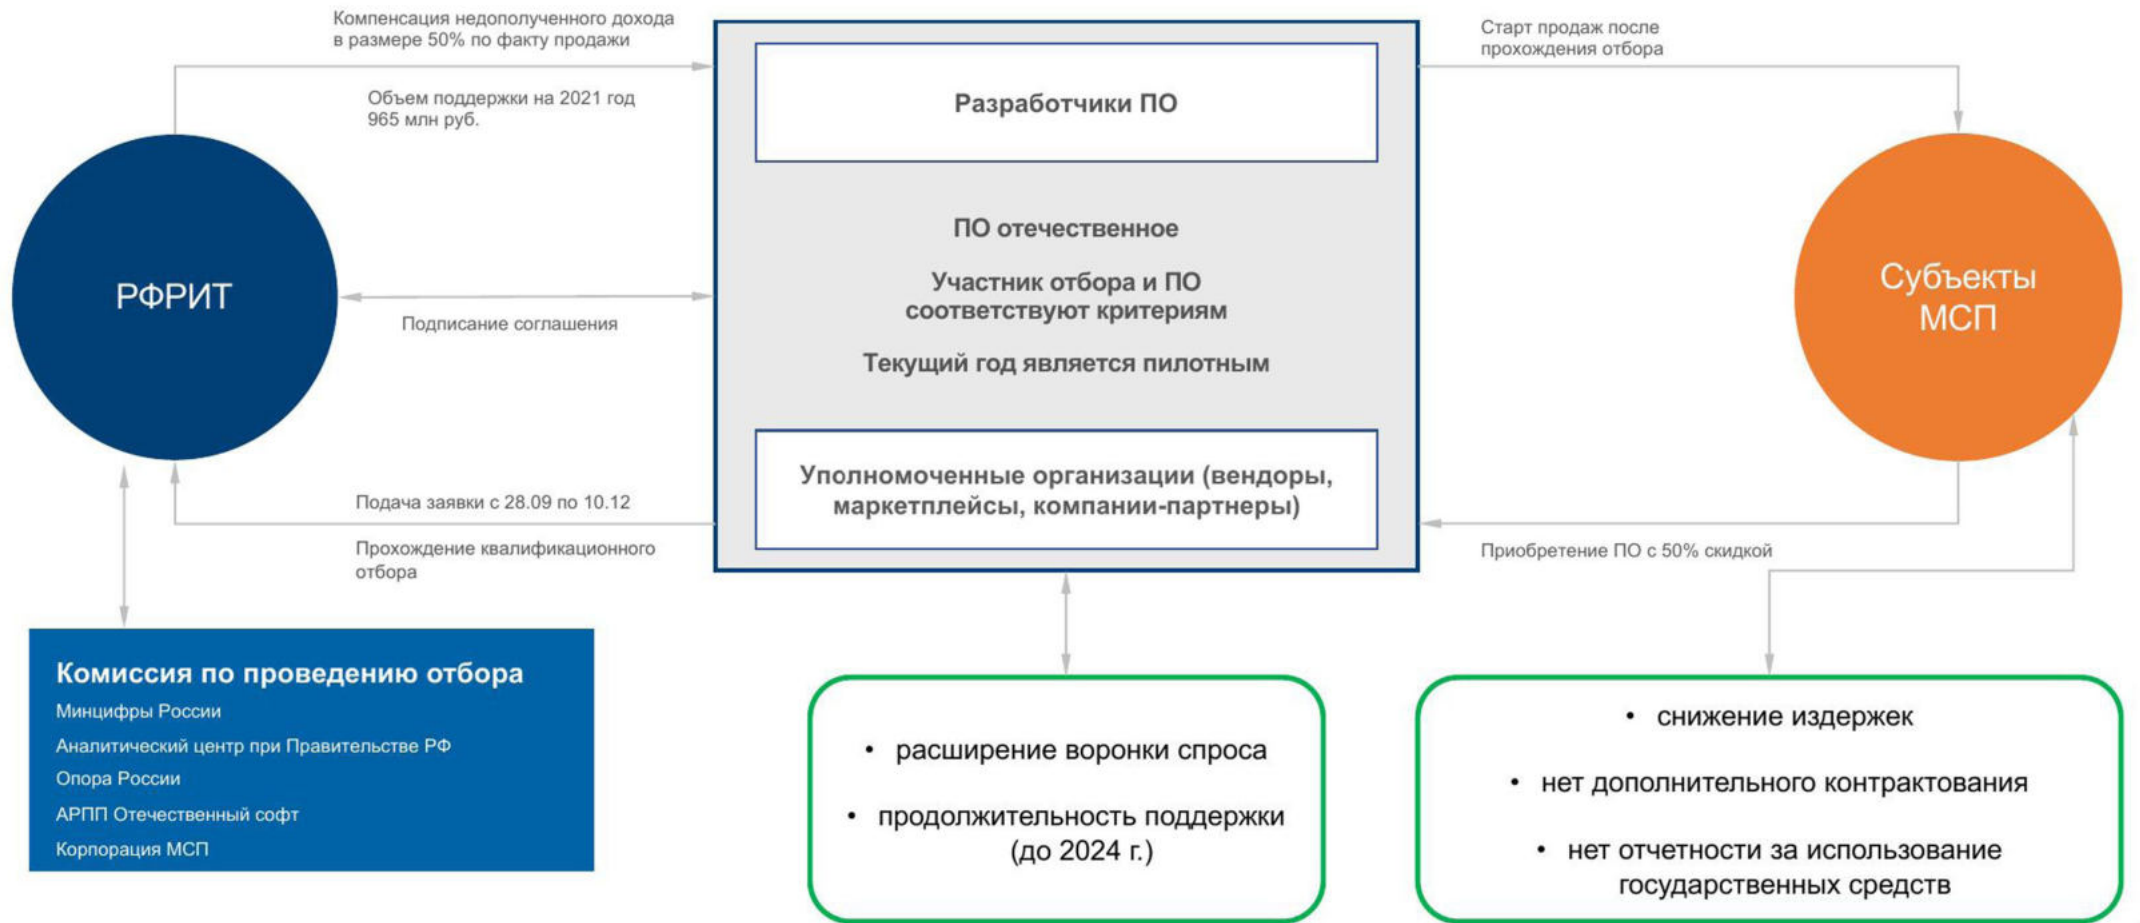 Компенсация недополученного дохода
в размере 50% по факту продажи
Объем поддержки на 2021 год
965 млн руб.
РФРИТ
Подписание соглашения
Подача заявки с 28.09 по 10.12
Прохождение квалификационного
отбора
Комиссия по проведению отбора
Минцифры России
Аналитический центр при Правительстве РФ
Опора России
АРПП Отечественный софт
Корпорация МСП
Разработчики ПО
ПО отечественное
Участник отбора и ПО
соответствуют критериям
Текущий год является пилотным
Уполномоченные организации (вендоры,
маркетплейсы, компании-партнеры)
• расширение воронки спроса
• продолжительность поддержки
(до 2024 г.)
Старт продаж после
прохождения отбора
Субъекты
МСП
Приобретение ПО с 50% скидкой
• снижение издержек
• нет дополнительного контрактования
• нет отчетности за использование
государственных средств